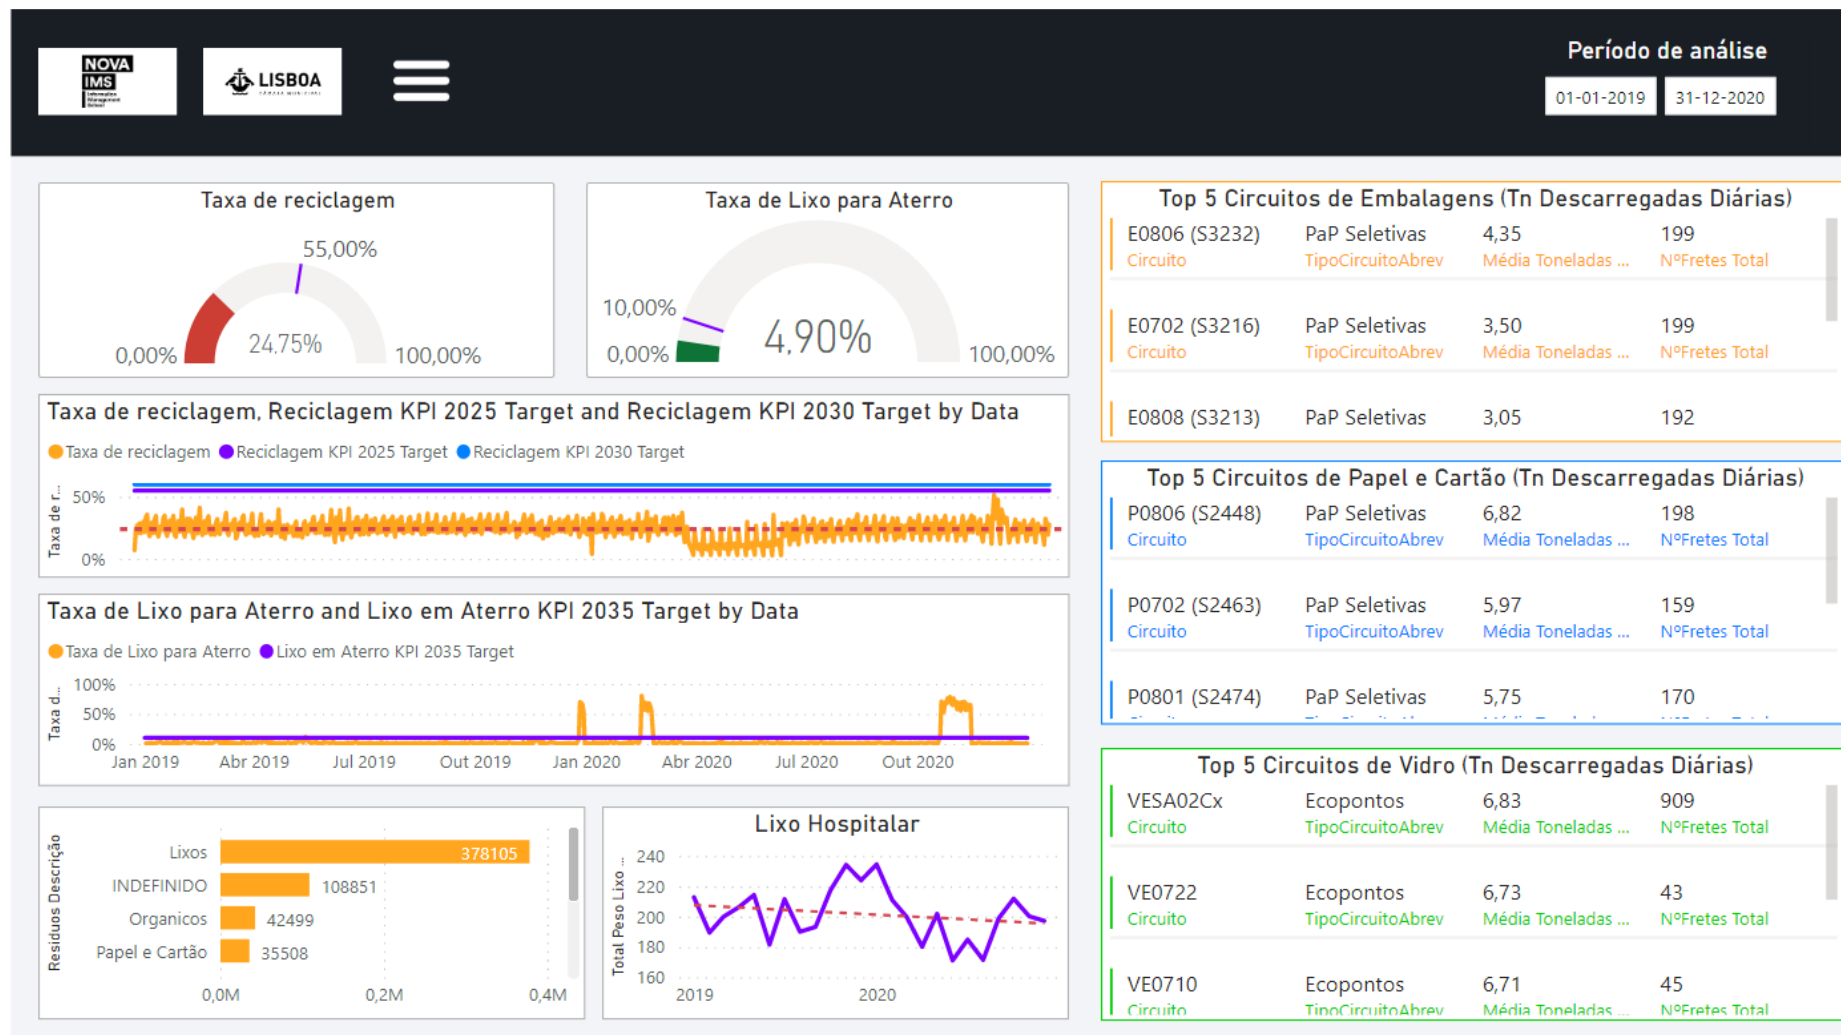 NOVA
IMS
Information
Management
School
LISBOA
CÂMARA MUNICIPAL
Período de análise
01-01-2019
31-12-2020
Taxa de reciclagem
55,00%
24,75%
0,00%
100,00%
Taxa de Lixo para Aterro
10,00%
4,90%
0,00%
100,00%
Taxa de reciclagem, Reciclagem KPI 2025 Target and Reciclagem KPI 2030 Target by Data
Taxa de reciclagem Reciclagem KPI 2025 Target Reciclagem KPI 2030 Target
Taxa de r...
50%
0%
Taxa de Lixo para Aterro and Lixo em Aterro KPI 2035 Target by Data
Taxa de Lixo para Aterro Lixo em Aterro KPI 2035 Target
Taxa d...
100%
50%
0%
Jan 2019 Abr 2019 Jul 2019 Out 2019 Jan 2020 Abr 2020 Jul 2020 Out 2020
Residuos Descrição
Lixos 378105
INDEFINIDO 108851
Organicos 42499
Papel e Cartão 35508
0,0M 0,2M 0,4M
Lixo Hospitalar
Total Peso Lixo ...
240
220
200
180
160
2019 2020
Top 5 Circuitos de Embalagens (Tn Descarregadas Diárias)
E0806 (S3232) PaP Seletivas 4,35 199
Circuito TipoCircuitoAbrev Média Toneladas ... NºFretes Total
E0702 (S3216) PaP Seletivas 3,50 199
Circuito TipoCircuitoAbrev Média Toneladas ... NºFretes Total
E0808 (S3213) PaP Seletivas 3,05 192
Top 5 Circuitos de Papel e Cartão (Tn Descarregadas Diárias)
P0806 (S2448) PaP Seletivas 6,82 198
Circuito TipoCircuitoAbrev Média Toneladas ... NºFretes Total
P0702 (S2463) PaP Seletivas 5,97 159
Circuito TipoCircuitoAbrev Média Toneladas ... NºFretes Total
P0801 (S2474) PaP Seletivas 5,75 170
Top 5 Circuitos de Vidro (Tn Descarregadas Diárias)
VESA02Cx Ecopontos 6,83 909
Circuito TipoCircuitoAbrev Média Toneladas ... NºFretes Total
VE0722 Ecopontos 6,73 43
Circuito TipoCircuitoAbrev Média Toneladas ... NºFretes Total
VE0710 Ecopontos 6,71 45
Circuito TipoCircuitoAbrev Média Toneladas ... NºFretes Total